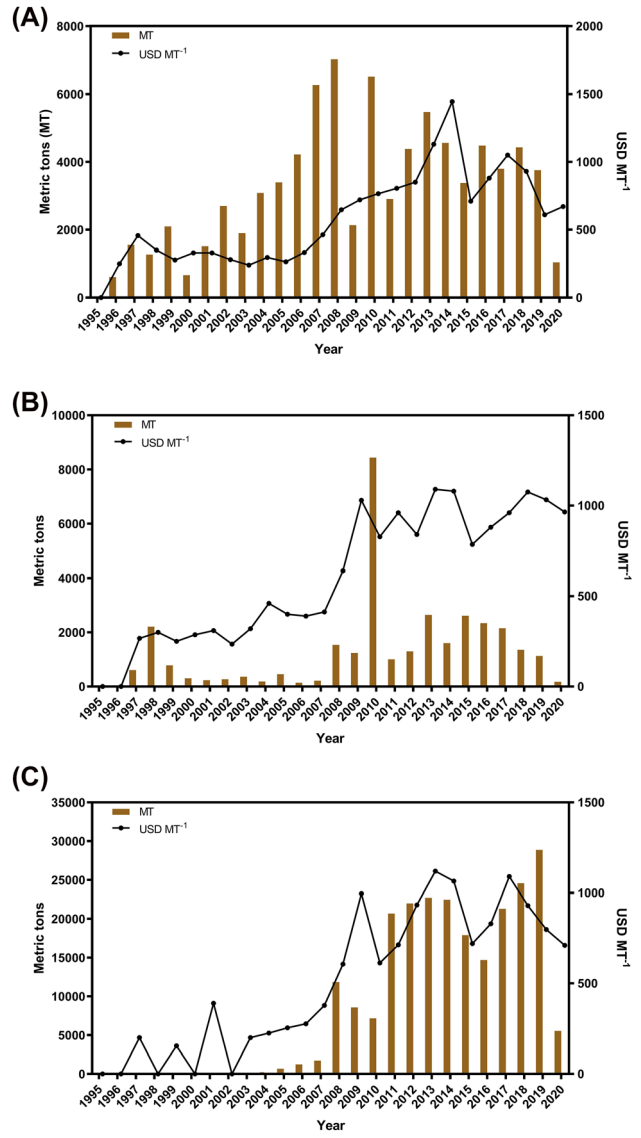 (A)
8000
6000
4000
2000
0
Metric tons (MT)
MT
USD MT⁻¹
2000
1500
1000
500
0
USD MT⁻¹
1995 1996 1997 1998 1999 2000 2001 2002 2003 2004 2005 2006 2007 2008 2009 2010 2011 2012 2013 2014 2015 2016 2017 2018 2019 2020
Year
(B)
10000
8000
6000
4000
2000
0
Metric tons
MT
USD MT⁻¹
1500
1000
500
0
USD MT⁻¹
1995 1996 1997 1998 1999 2000 2001 2002 2003 2004 2005 2006 2007 2008 2009 2010 2011 2012 2013 2014 2015 2016 2017 2018 2019 2020
Year
(C)
35000
30000
25000
20000
15000
10000
5000
0
Metric tons
MT
USD MT⁻¹
1500
1000
500
0
USD MT⁻¹
1995 1996 1997 1998 1999 2000 2001 2002 2003 2004 2005 2006 2007 2008 2009 2010 2011 2012 2013 2014 2015 2016 2017 2018 2019 2020
Year